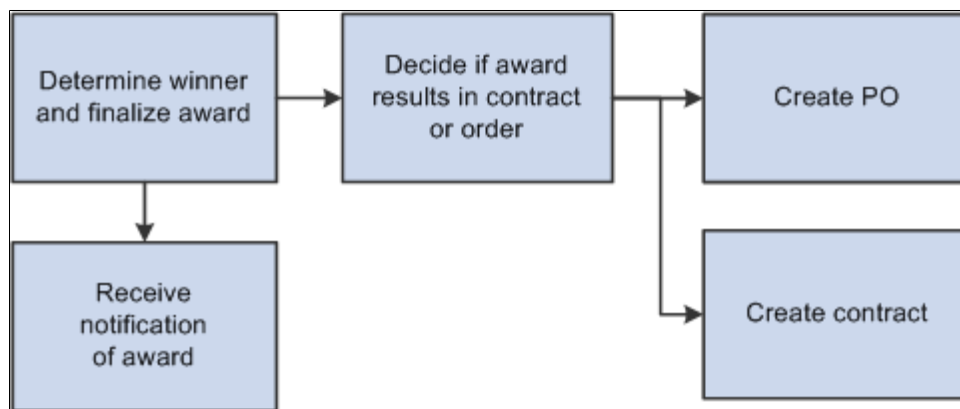 Determine winner
and finalize award
Decide if award
results in contract
or order
Create PO
Receive
notification
of award
Create contract